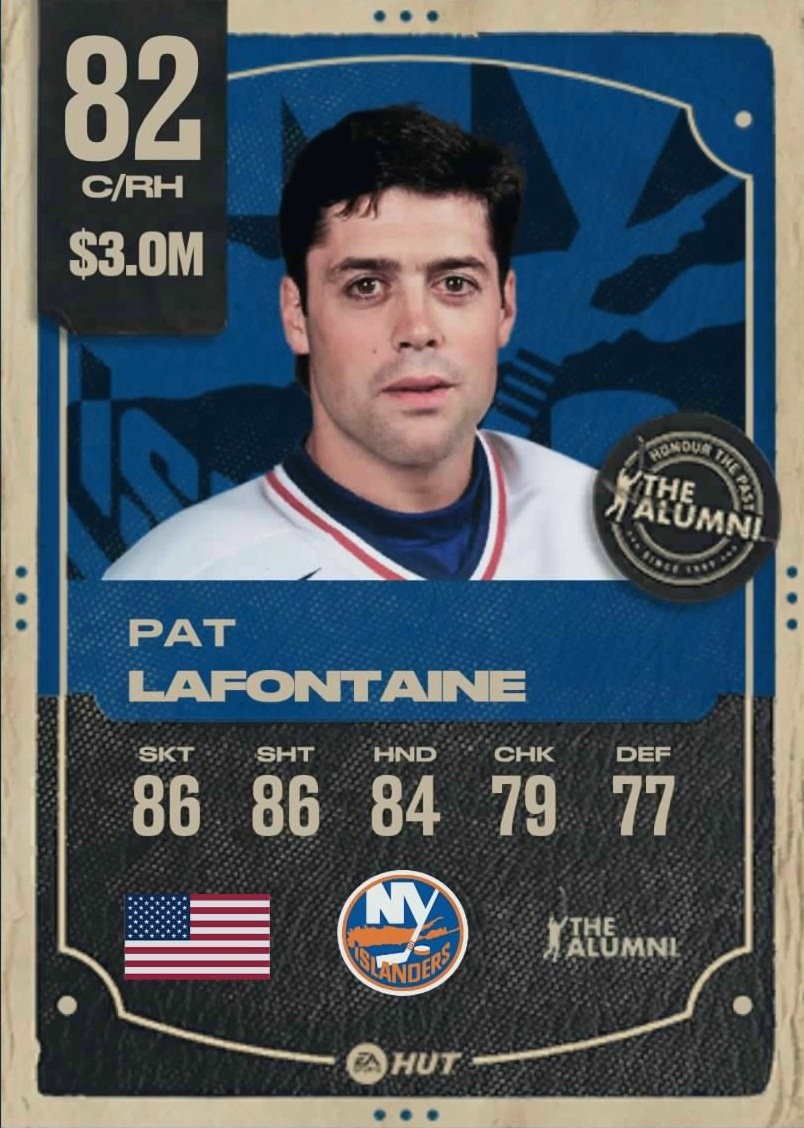 82
C/RH
$3.0M
HONOUR THE PAST
THE
ALUMNI
PAT
LAFONTAINE
SKT SHT HND CHK DEF
86 86 84 79 77
NY
ISLANDERS
THE
ALUMNI
EA
HUT